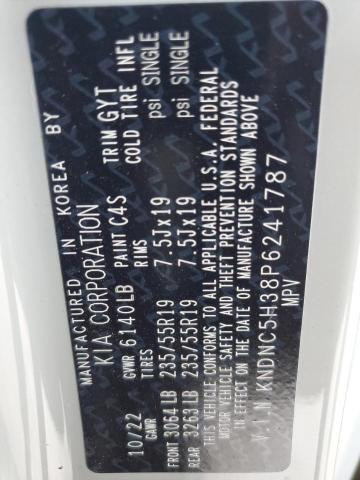 MANUFACTURED IN KOREA BY
KIA CORPORATION
10/22 GVWR 6140LB PAINT C4S TRIM GYT
GAWR TIRES RIMS COLD TIRE INFL
FRONT 3064LB 235/55R19 7.5Jx19 psi SINGLE
REAR 3263LB 235/55R19 7.5Jx19 psi SINGLE
THIS VEHICLE CONFORMS TO ALL APPLICABLE U.S.A. FEDERAL
MOTOR VEHICLE SAFETY AND THEFT PREVENTION STANDARDS
IN EFFECT ON THE DATE OF MANUFACTURE SHOWN ABOVE
V.I.N: KNDNC5H38P6241787
MPV